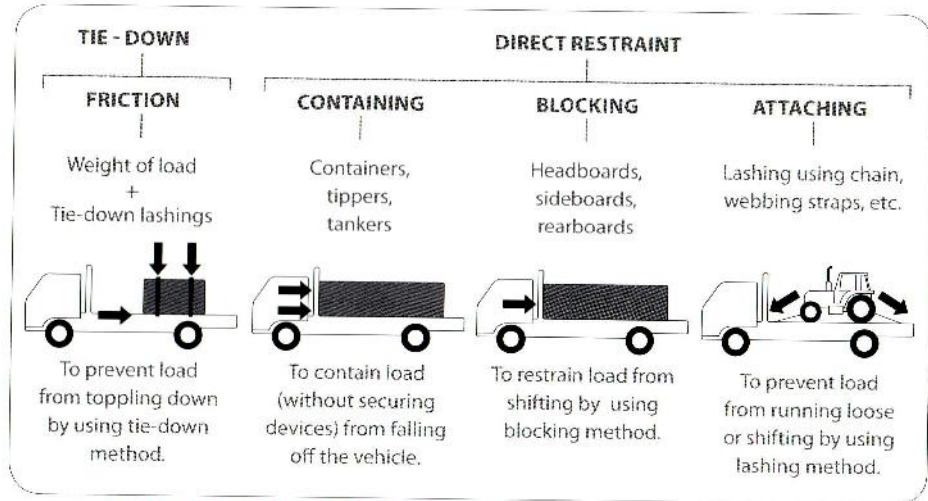 TIE - DOWN
DIRECT RESTRAINT
FRICTION
CONTAINING
BLOCKING
ATTACHING
Weight of load
+
Tie-down lashings
Containers,
tippers,
tankers
Headboards,
sideboards,
rearboards
Lashing using chain,
webbing straps, etc.
To prevent load
from toppling down
by using tie-down
method.
To contain load
(without securing
devices) from falling
off the vehicle.
To restrain load from
shifting by using
blocking method.
To prevent load
from running loose
or shifting by using
lashing method.